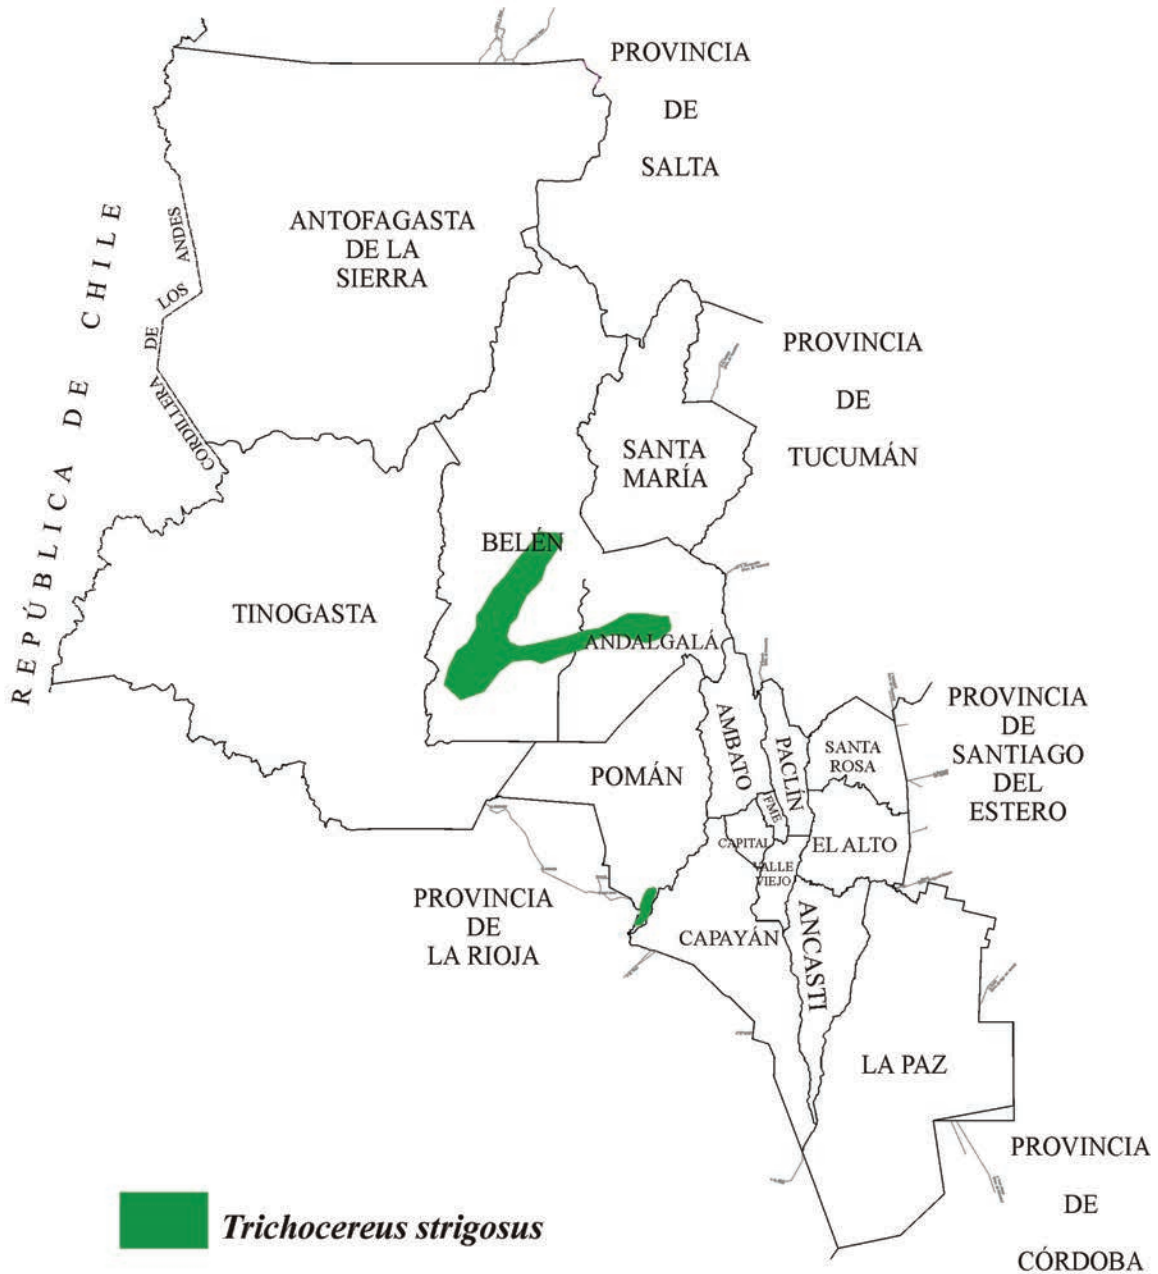 PROVINCIA
DE
SALTA
ANTOFAGASTA
DE LA
SIERRA
REPÚBLICA DE CHILE
CORDILLERA DE LOS ANDES
PROVINCIA
DE
TUCUMÁN
SANTA
MARÍA
BELÉN
TINOGASTA
ANDALGALÁ
AMBATO
PACLÍN
SANTA
ROSA
PROVINCIA
DE
SANTIAGO
DEL
ESTERO
POMÁN
FME
CAPITAL
EL ALTO
VALLE
VIEJO
PROVINCIA
DE
LA RIOJA
CAPAYÁN
ANCASTI
LA PAZ
PROVINCIA
DE
CÓRDOBA
Trichocereus strigosus